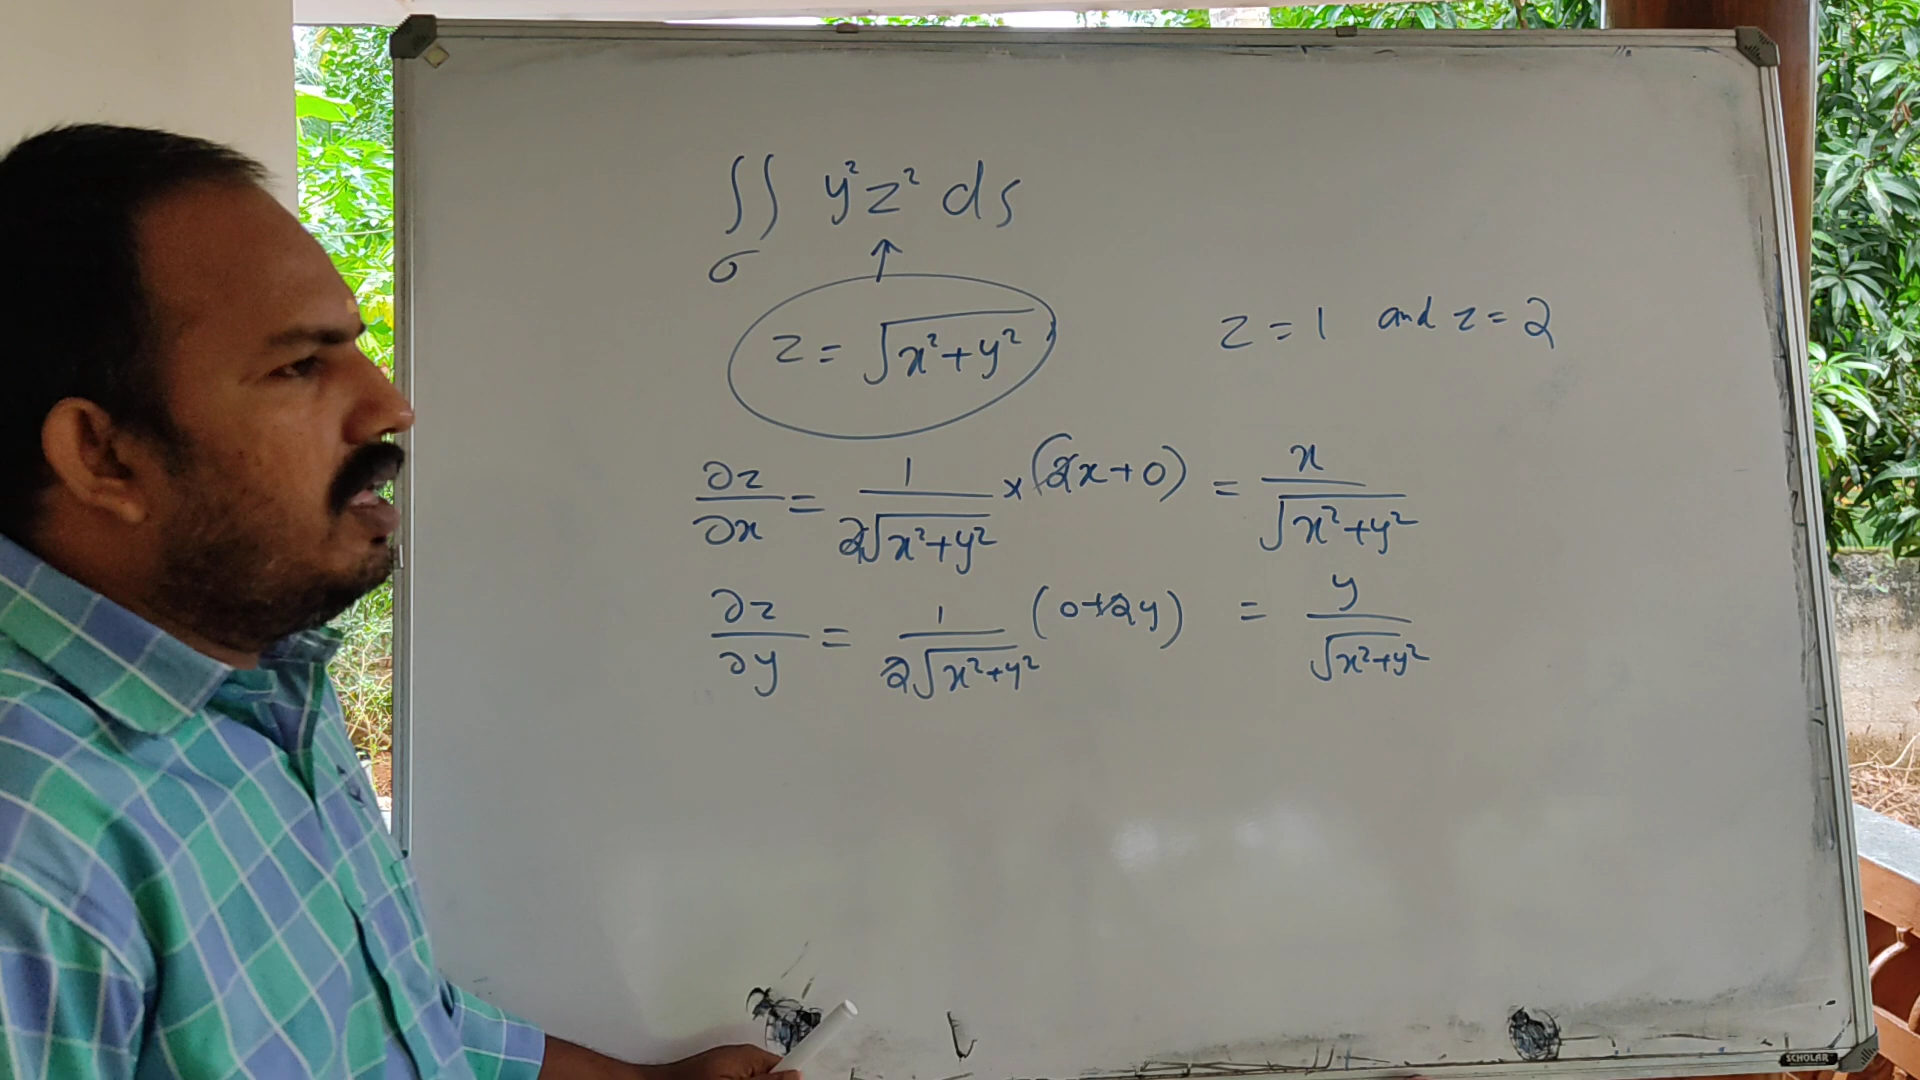 ∬ y²z² ds
σ
↑
z = √x²+y²
z = 1 and z = 2
∂z/∂x = 1/2√x²+y² × (2x+0) = x/√x²+y²
∂z/∂y = 1/2√x²+y² (0+2y) = y/√x²+y²
SCHOLAR